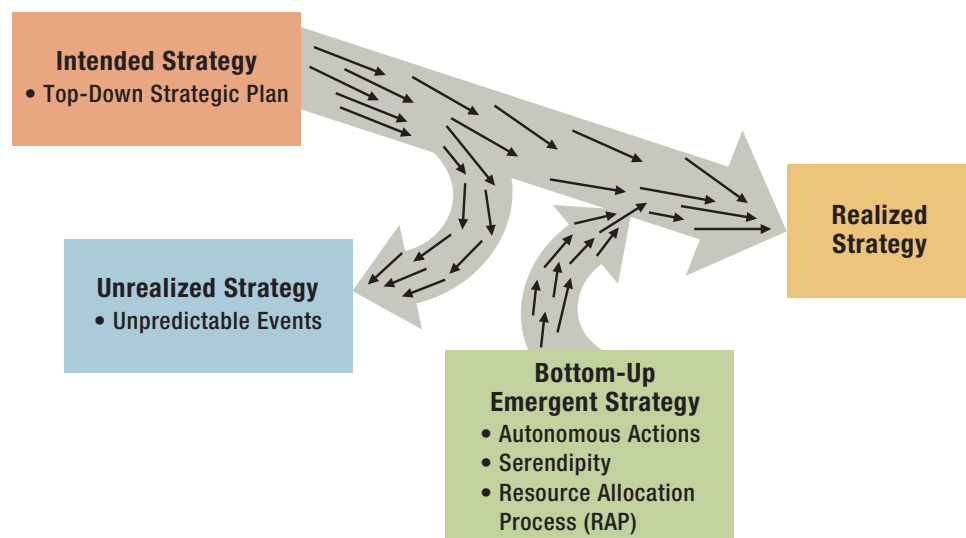 Intended Strategy
• Top-Down Strategic Plan
Realized
Strategy
Unrealized Strategy
• Unpredictable Events
Bottom-Up
Emergent Strategy
• Autonomous Actions
• Serendipity
• Resource Allocation
Process (RAP)